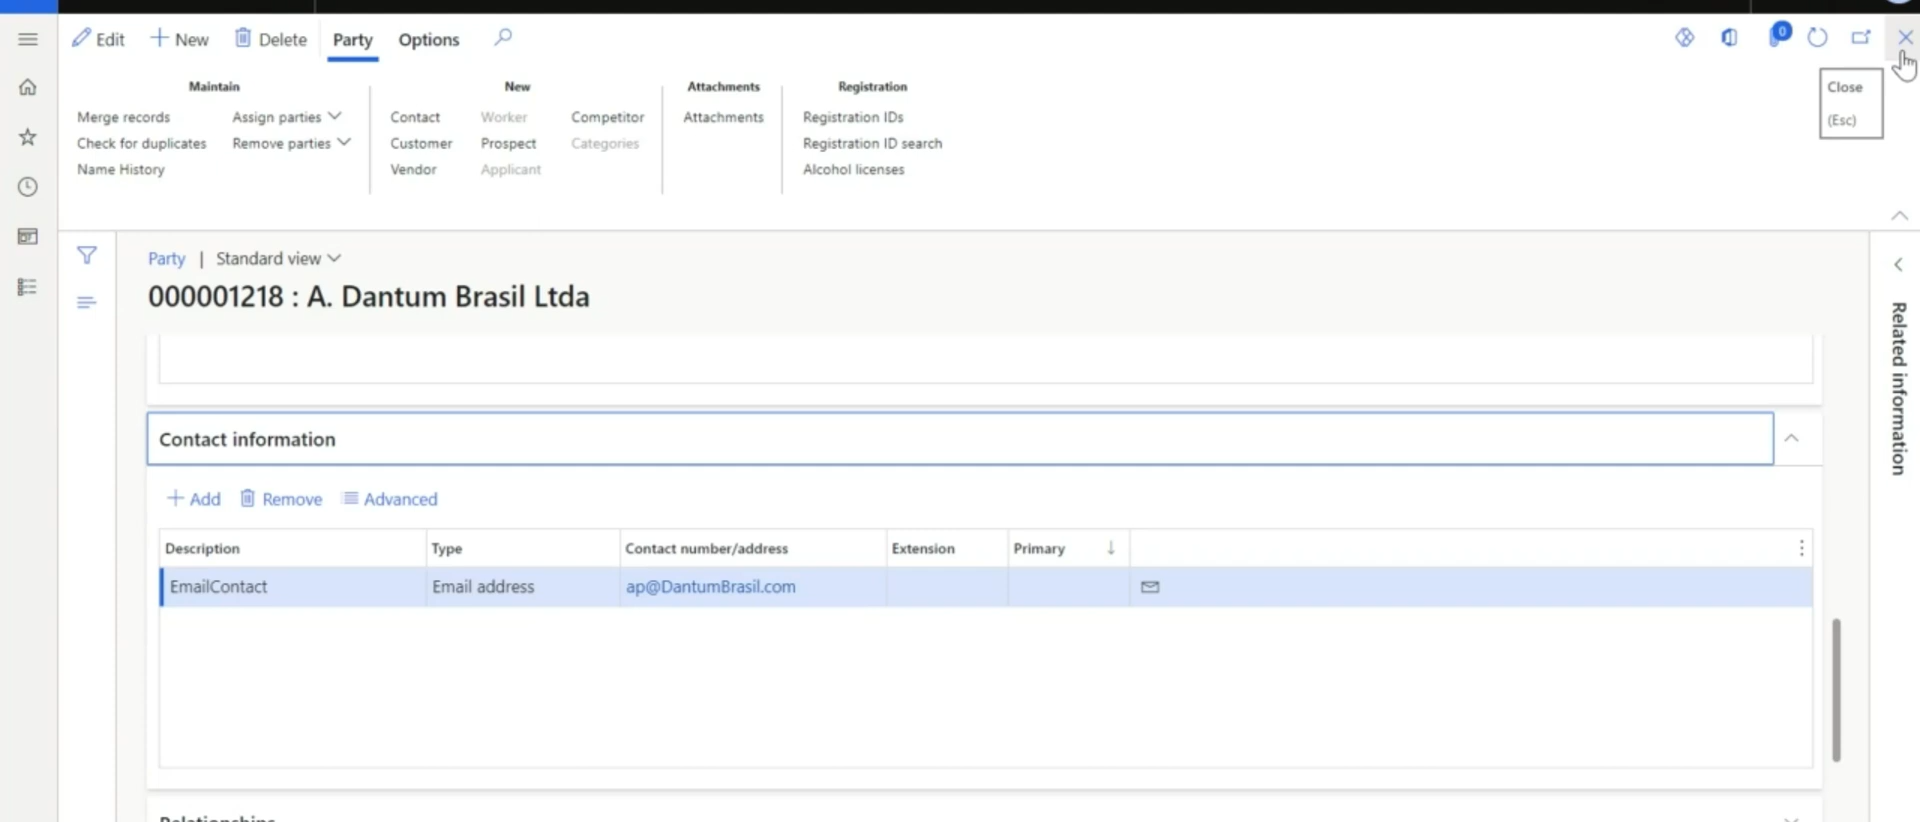 Edit New Delete Party Options 0
Maintain New Attachments Registration
Close
(Esc)
Merge records Assign parties Contact Worker Competitor Attachments Registration IDs
Check for duplicates Remove parties Customer Prospect Categories Registration ID search
Name History Vendor Applicant Alcohol licenses
Party | Standard view
000001218 : A. Dantum Brasil Ltda
Related information
Contact information
Add Remove Advanced
Description Type Contact number/address Extension Primary
EmailContact Email address ap@DantumBrasil.com
Relationships